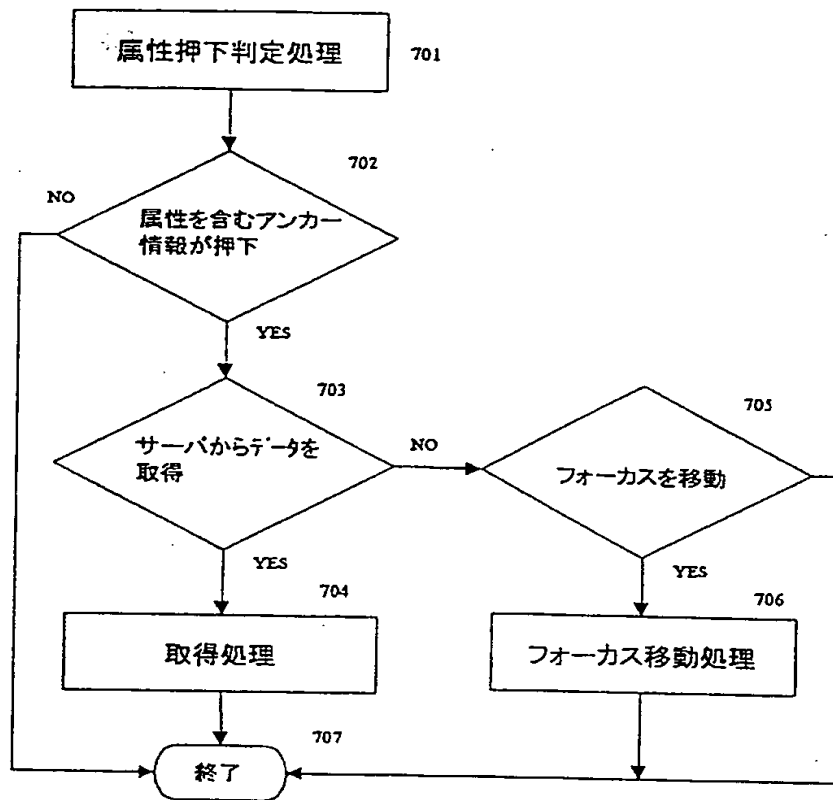 属性押下判定処理
701
702
NO
属性を含むアンカー
情報が押下
YES
703
705
サーバからデータを
取得
NO
フォーカスを移動
YES
YES
704
706
取得処理
フォーカス移動処理
707
終了